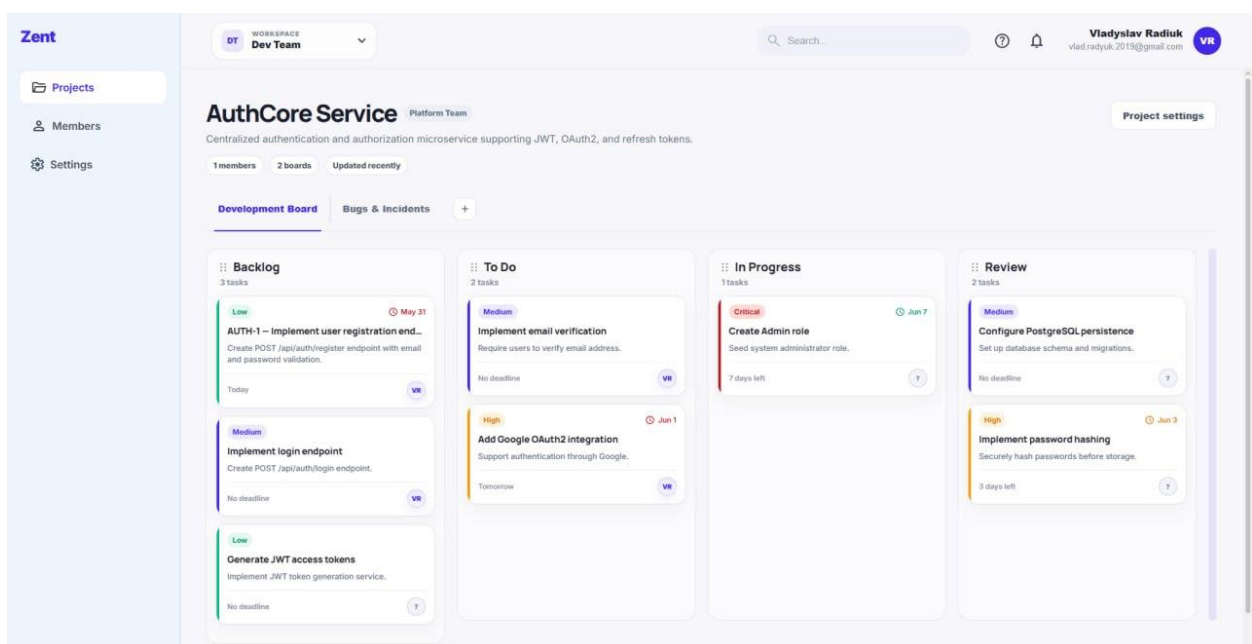 Zent
DT
WORKSPACE
Dev Team
Search...
Vladyslav Radiuk
vlad.radyuk.2019@gmail.com
VR
Projects
Members
Settings
AuthCore Service
Platform Team
Project settings
Centralized authentication and authorization microservice supporting JWT, OAuth2, and refresh tokens.
1 members
2 boards
Updated recently
Development Board
Bugs & Incidents
+
Backlog
3 tasks
Low
May 31
AUTH-1 – Implement user registration end...
Create POST /api/auth/register endpoint with email
and password validation.
Today
VR
Medium
Implement login endpoint
Create POST /api/auth/login endpoint.
No deadline
VR
Low
Generate JWT access tokens
Implement JWT token generation service.
No deadline
?
To Do
2 tasks
Medium
Implement email verification
Require users to verify email address.
No deadline
VR
High
Jun 1
Add Google OAuth2 integration
Support authentication through Google.
Tomorrow
VR
In Progress
1 tasks
Critical
Jun 7
Create Admin role
Seed system administrator role.
7 days left
?
Review
2 tasks
Medium
Configure PostgreSQL persistence
Set up database schema and migrations.
No deadline
?
High
Jun 3
Implement password hashing
Securely hash passwords before storage.
3 days left
?